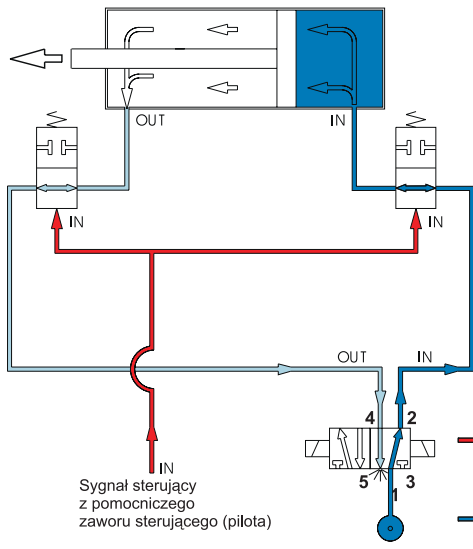 OUT
IN
IN
IN
OUT
IN
4
2
5
3
1
IN
Sygnał sterujący
z pomocniczego
zaworu sterującego (pilota)